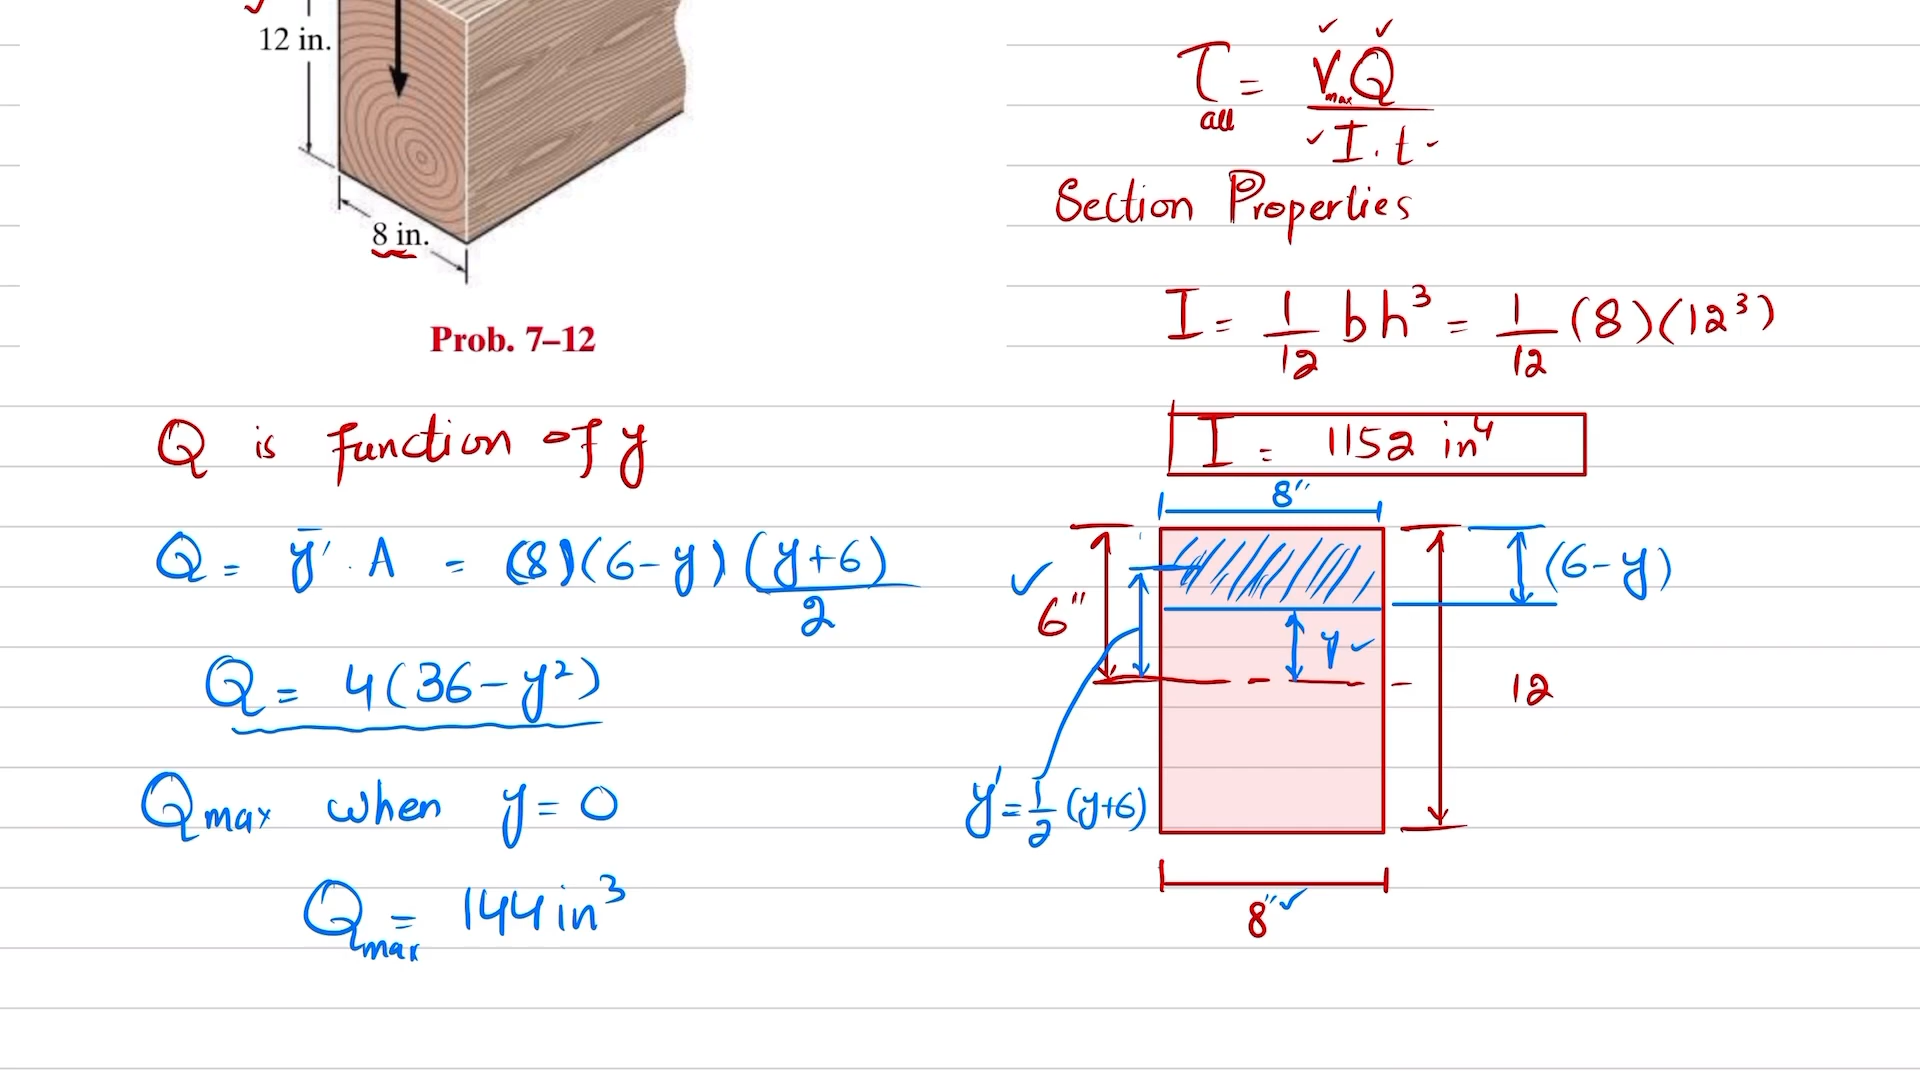 12 in.
8 in.
Prob. 7–12
Q is function of y
Q = ȳ' . A = (8)(6-y)(y+6)/2
Q = 4(36-y²)
Qmax when y=0
Qmax = 144 in³
τall = Vmax Q / I.t
Section Properties
I = 1/12 bh³ = 1/12 (8)(12³)
I = 1152 in⁴
8"
(6-y)
6"
y
12
y' = 1/2 (y+6)
8"